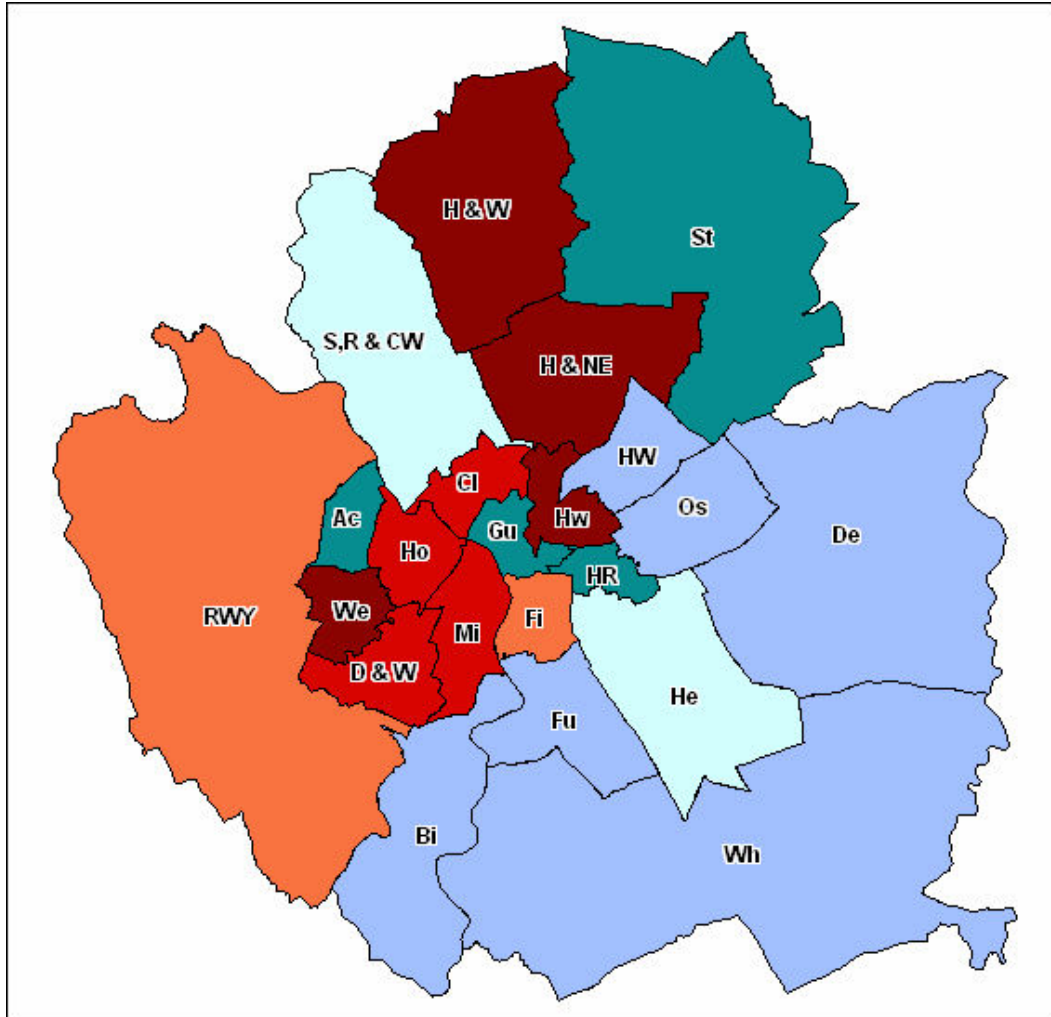 H & W
St
S,R & CW
H & NE
HW
Cl
Os
Hw
De
Ac
Gu
Ho
HR
RWY
We
Fi
Mi
D & W
He
Fu
Bi
Wh